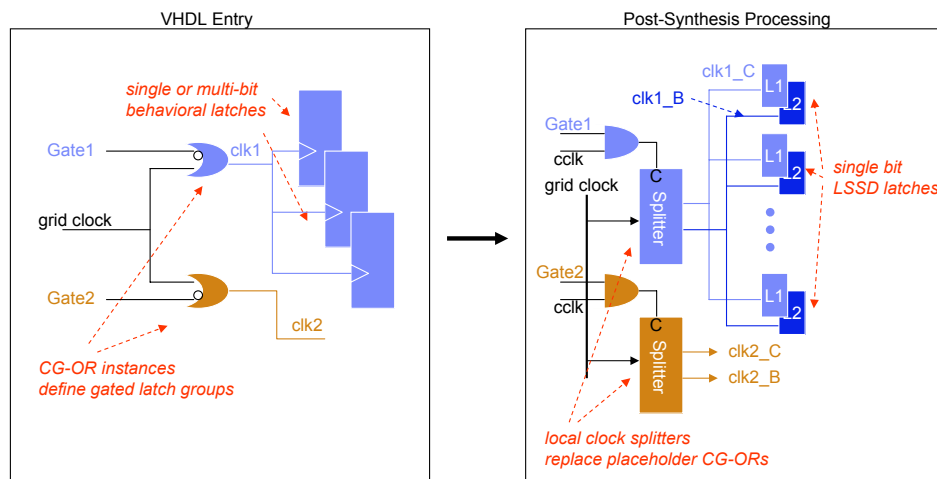 VHDL Entry
single or multi-bit
behavioral latches
Gate1
clk1
grid clock
Gate2
clk2
CG-OR instances
define gated latch groups
Post-Synthesis Processing
clk1_C
L1
L2
clk1_B
Gate1
cclk
C
L1
L2
single bit
LSSD latches
grid clock
Splitter
Gate2
cclk
L1
L2
C
Splitter
clk2_C
clk2_B
local clock splitters
replace placeholder CG-ORs